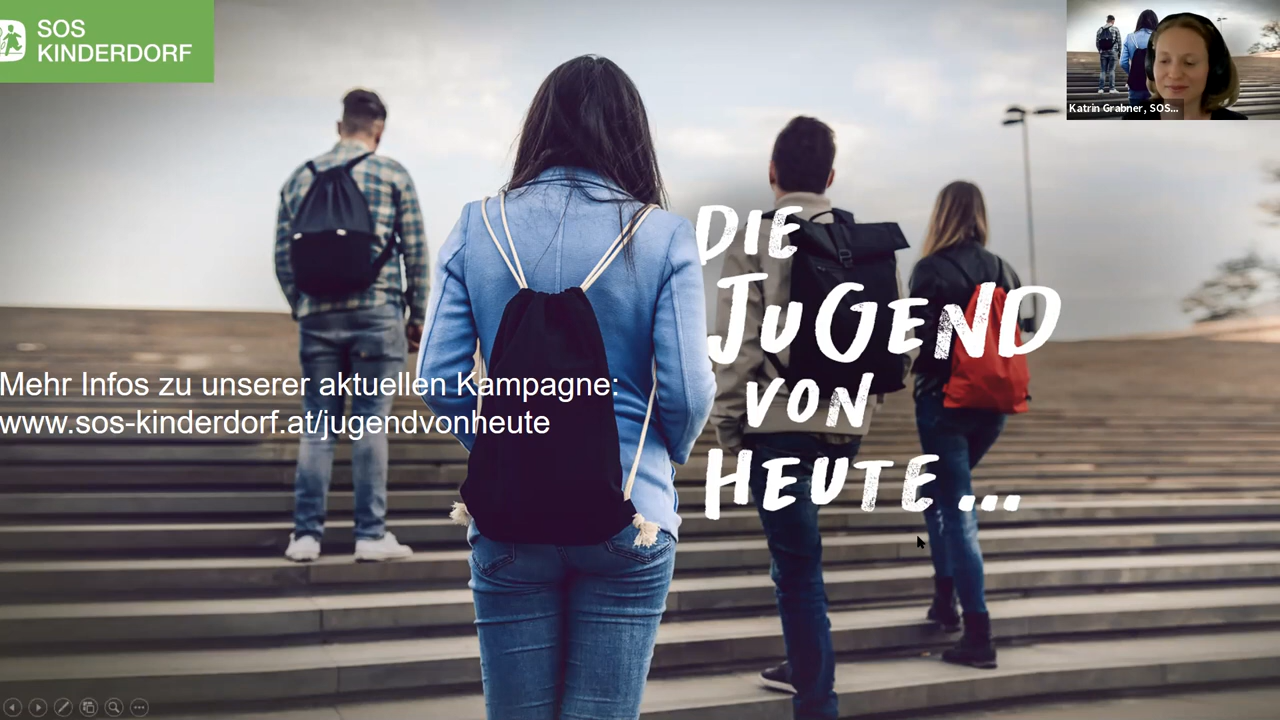 SOS
KINDERDORF
Katrin Grabner, SOS...
DIE
JUGEND
VON
HEUTE...
Mehr Infos zu unserer aktuellen Kampagne:
www.sos-kinderdorf.at/jugendvonheute